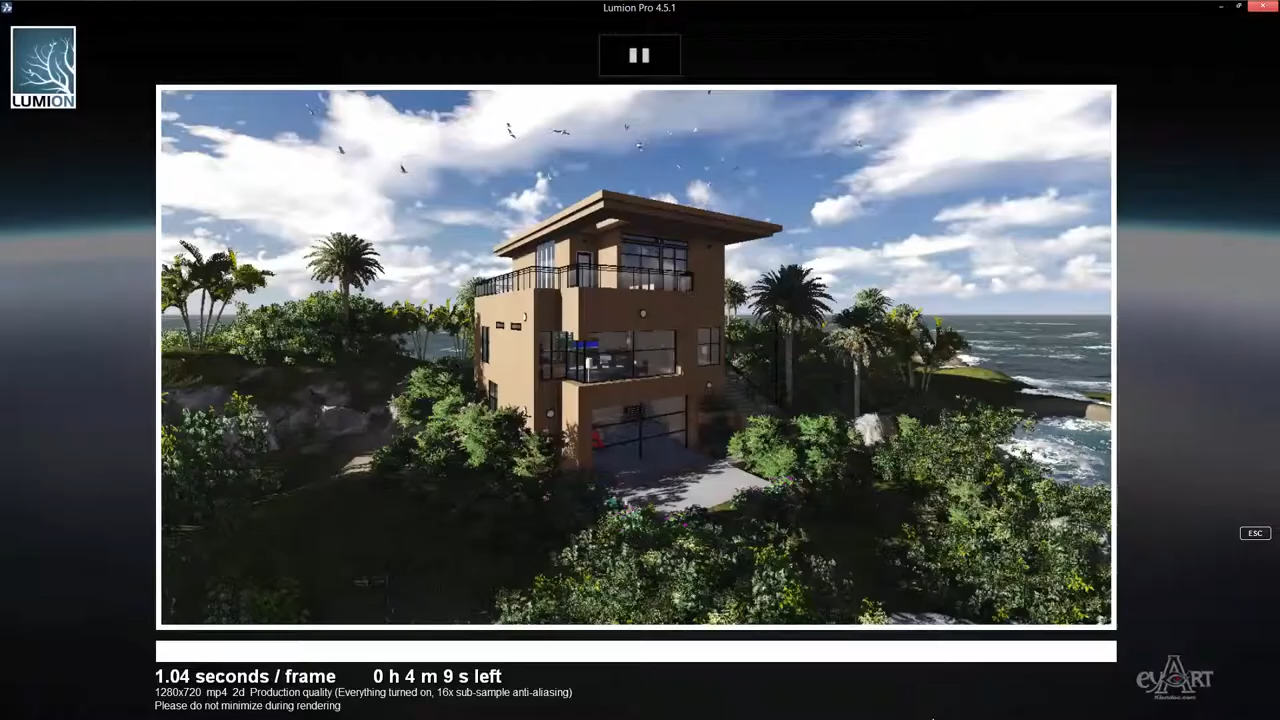 Lumion Pro 4.5.1
LUMION
ESC
1.04 seconds / frame 0 h 4 m 9 s left
1280x720 mp4 2d Production quality (Everything turned on, 16x sub-sample anti-aliasing)
Please do not minimize during rendering
eyART